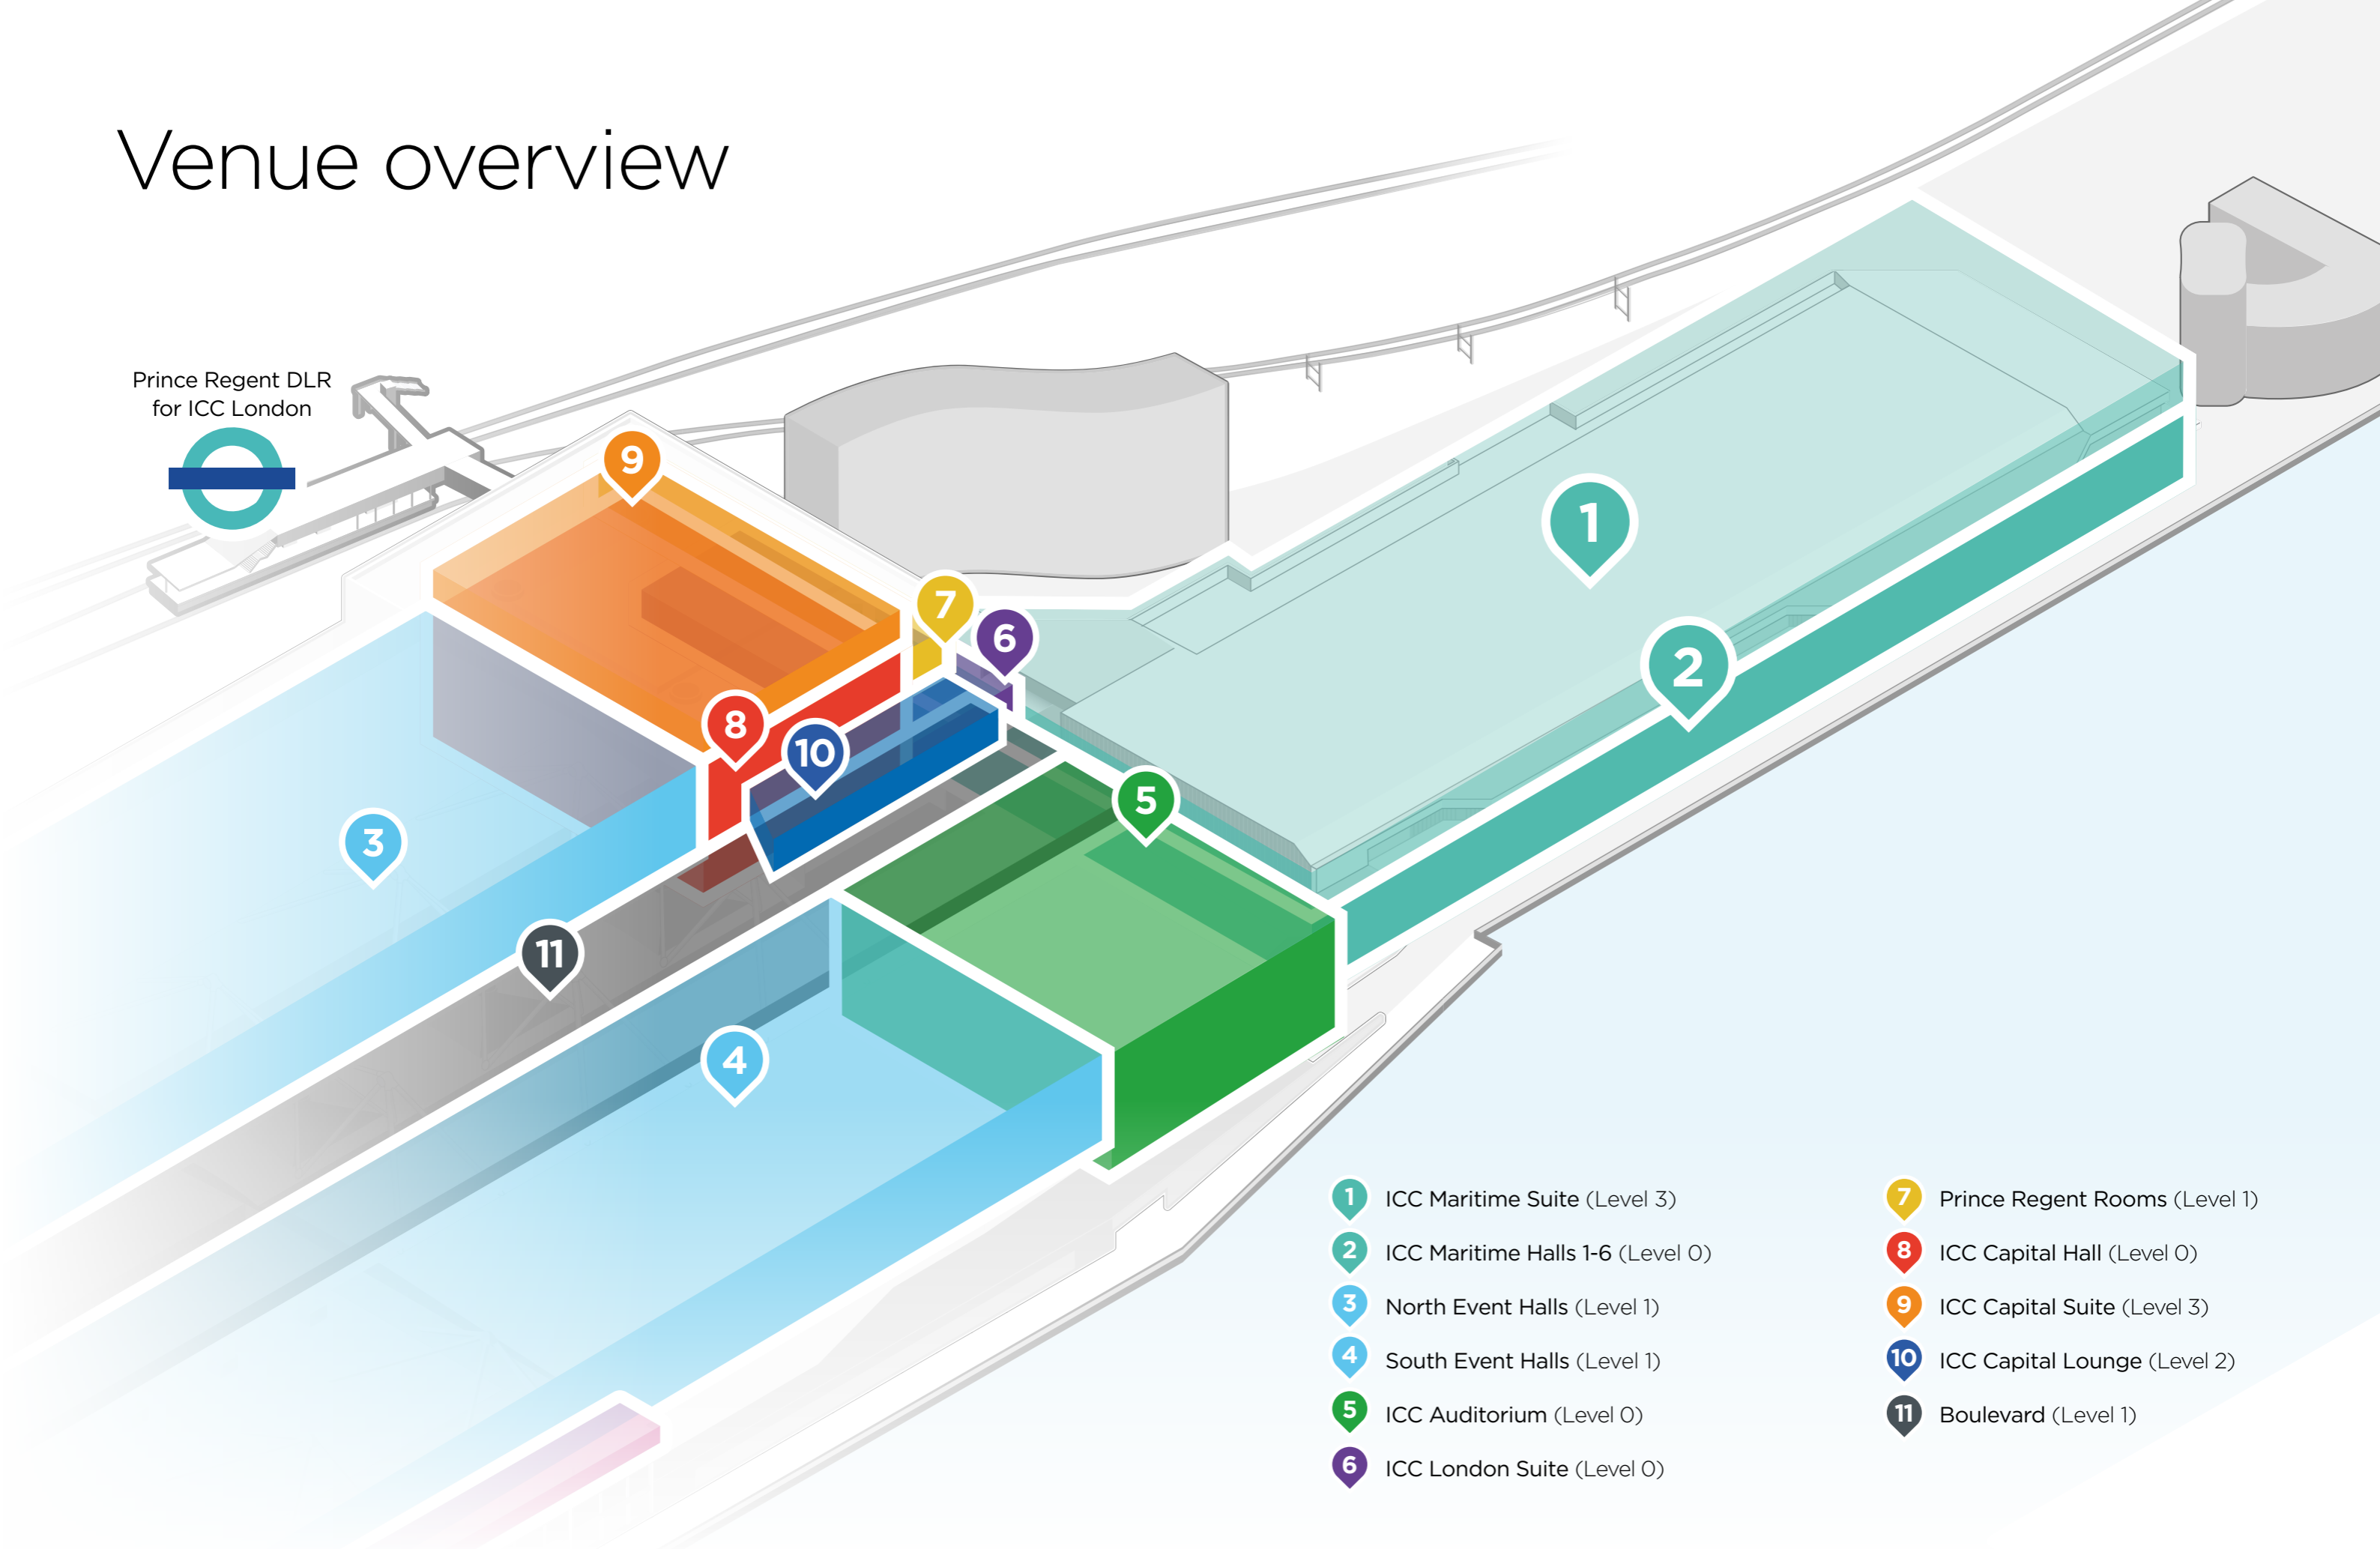 Venue overview
Prince Regent DLR
for ICC London
9
1
7
6
2
8
10
5
3
11
4
1 ICC Maritime Suite (Level 3)
2 ICC Maritime Halls 1-6 (Level 0)
3 North Event Halls (Level 1)
4 South Event Halls (Level 1)
5 ICC Auditorium (Level 0)
6 ICC London Suite (Level 0)
7 Prince Regent Rooms (Level 1)
8 ICC Capital Hall (Level 0)
9 ICC Capital Suite (Level 3)
10 ICC Capital Lounge (Level 2)
11 Boulevard (Level 1)